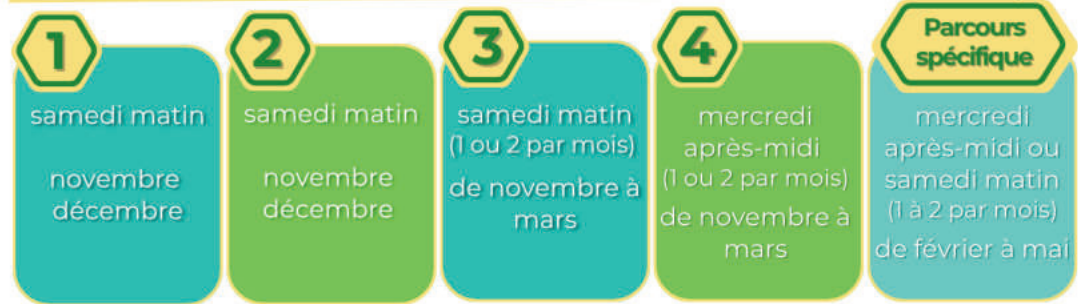 1
samedi matin
novembre
décembre
2
samedi matin
novembre
décembre
3
samedi matin
(1 ou 2 par mois)
de novembre à
mars
4
mercredi
après-midi
(1 ou 2 par mois)
de novembre à
mars
Parcours
spécifique
mercredi
après-midi ou
samedi matin
(1 à 2 par mois)
de février à mai